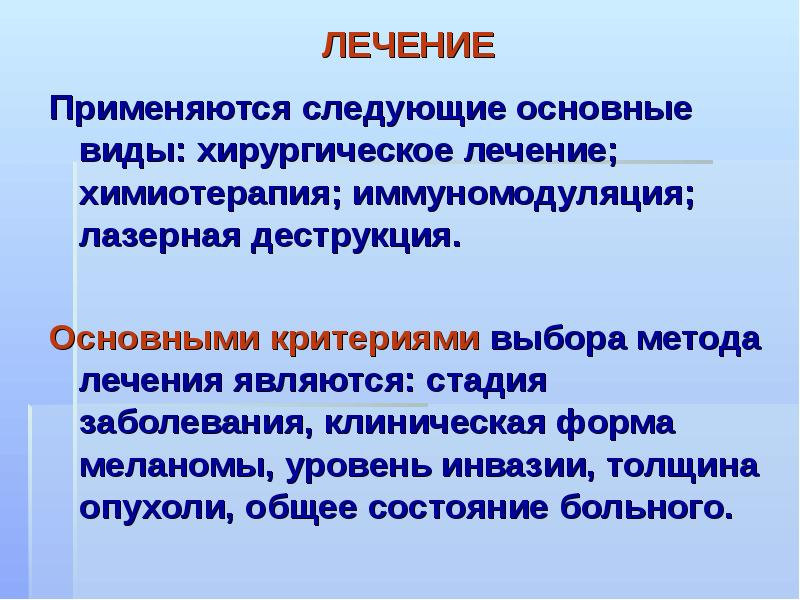 ЛЕЧЕНИЕ
Применяются следующие основные
виды: хирургическое лечение;
химиотерапия; иммуномодуляция;
лазерная деструкция.
Основными критериями выбора метода
лечения являются: стадия
заболевания, клиническая форма
меланомы, уровень инвазии, толщина
опухоли, общее состояние больного.